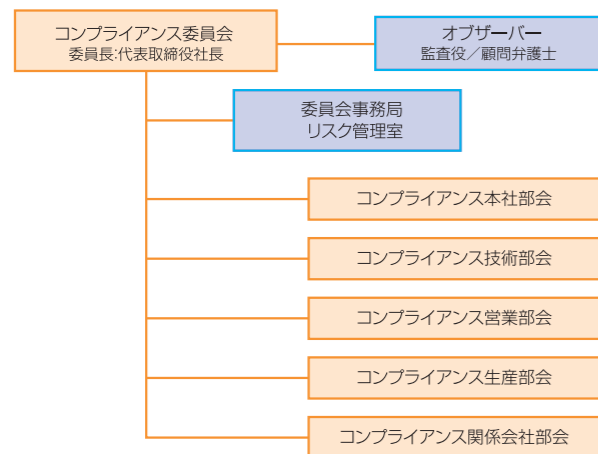 コンプライアンス委員会
委員長:代表取締役社長
オブザーバー
監査役／顧問弁護士
委員会事務局
リスク管理室
コンプライアンス本社部会
コンプライアンス技術部会
コンプライアンス営業部会
コンプライアンス生産部会
コンプライアンス関係会社部会